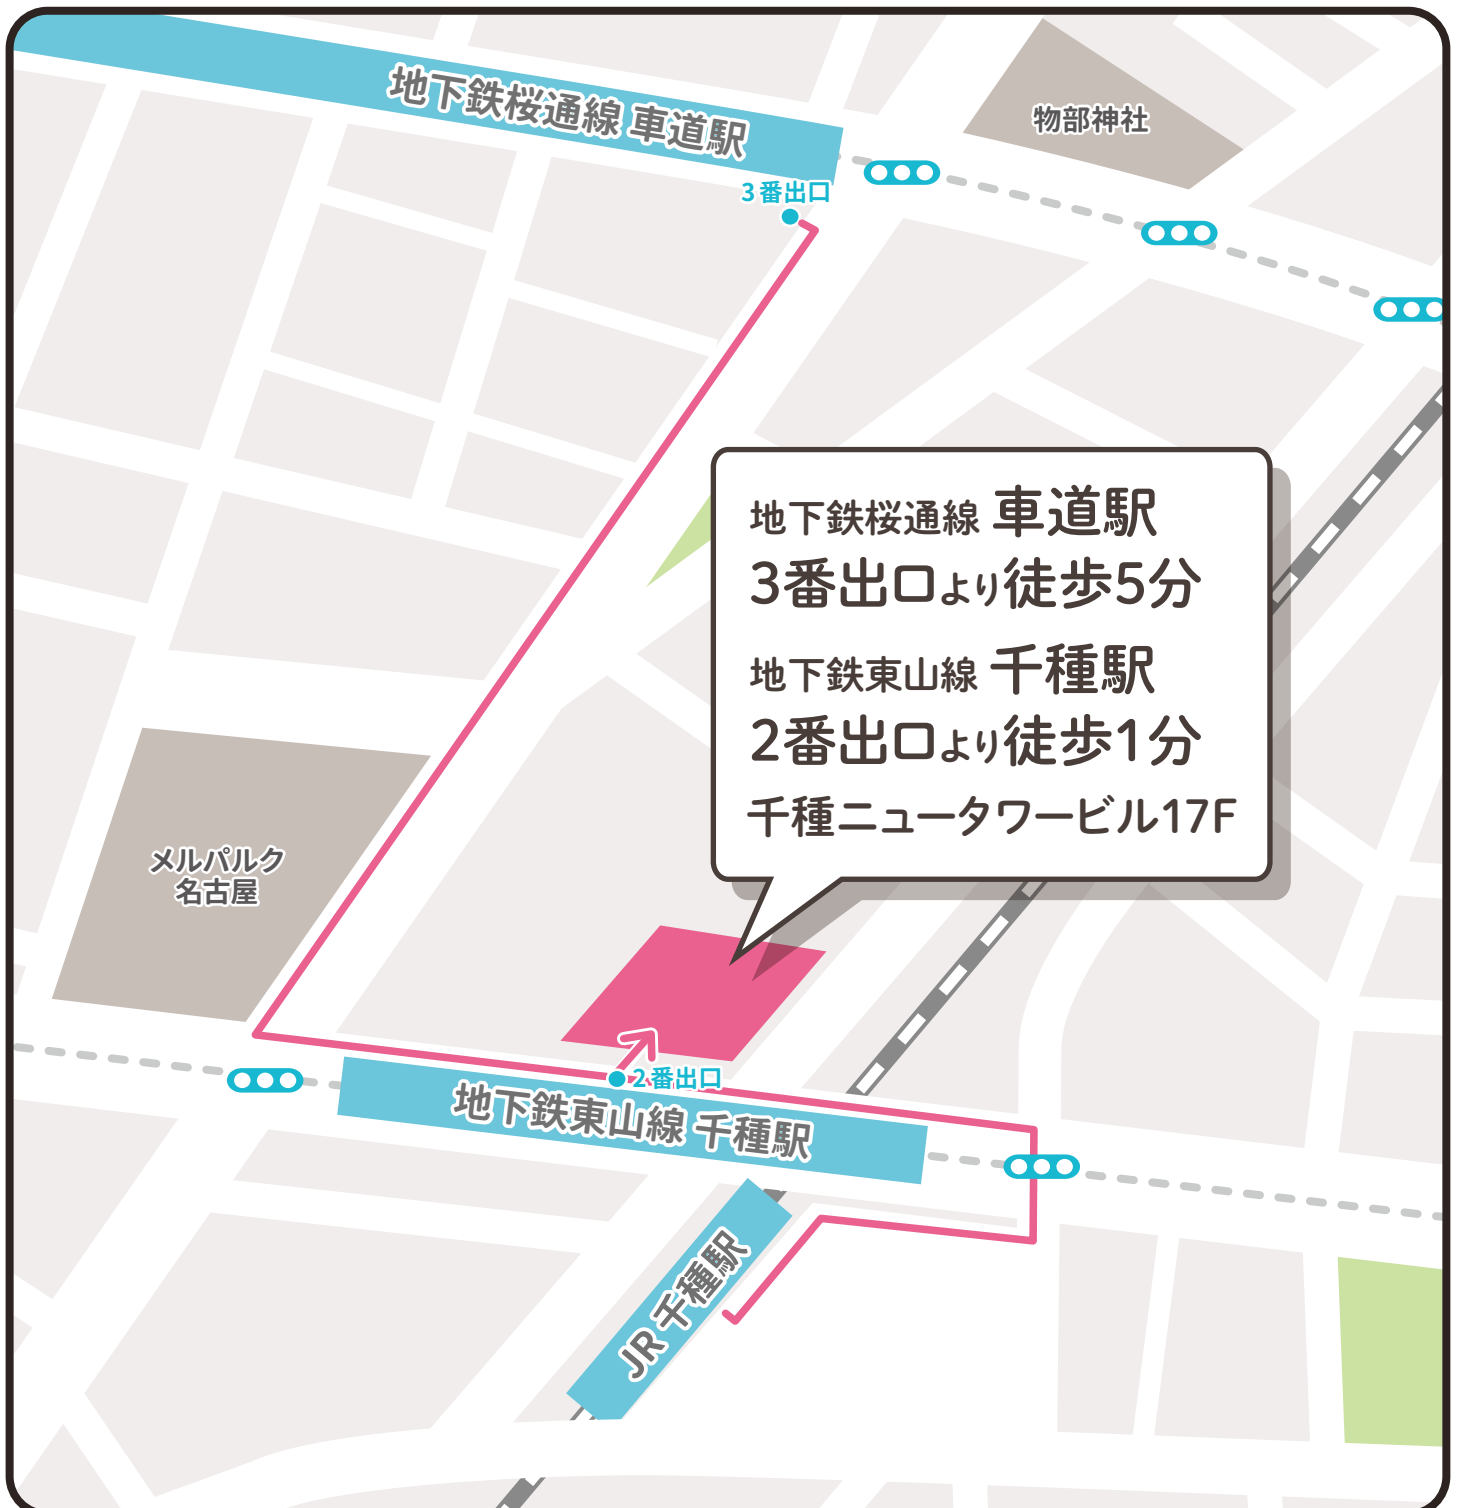 地下鉄桜通線 車道駅
物部神社
3番出口
地下鉄桜通線 車道駅
3番出口より徒歩5分
地下鉄東山線 千種駅
2番出口より徒歩1分
千種ニュータワービル17F
メルパルク
名古屋
2番出口
地下鉄東山線 千種駅
JR 千種駅